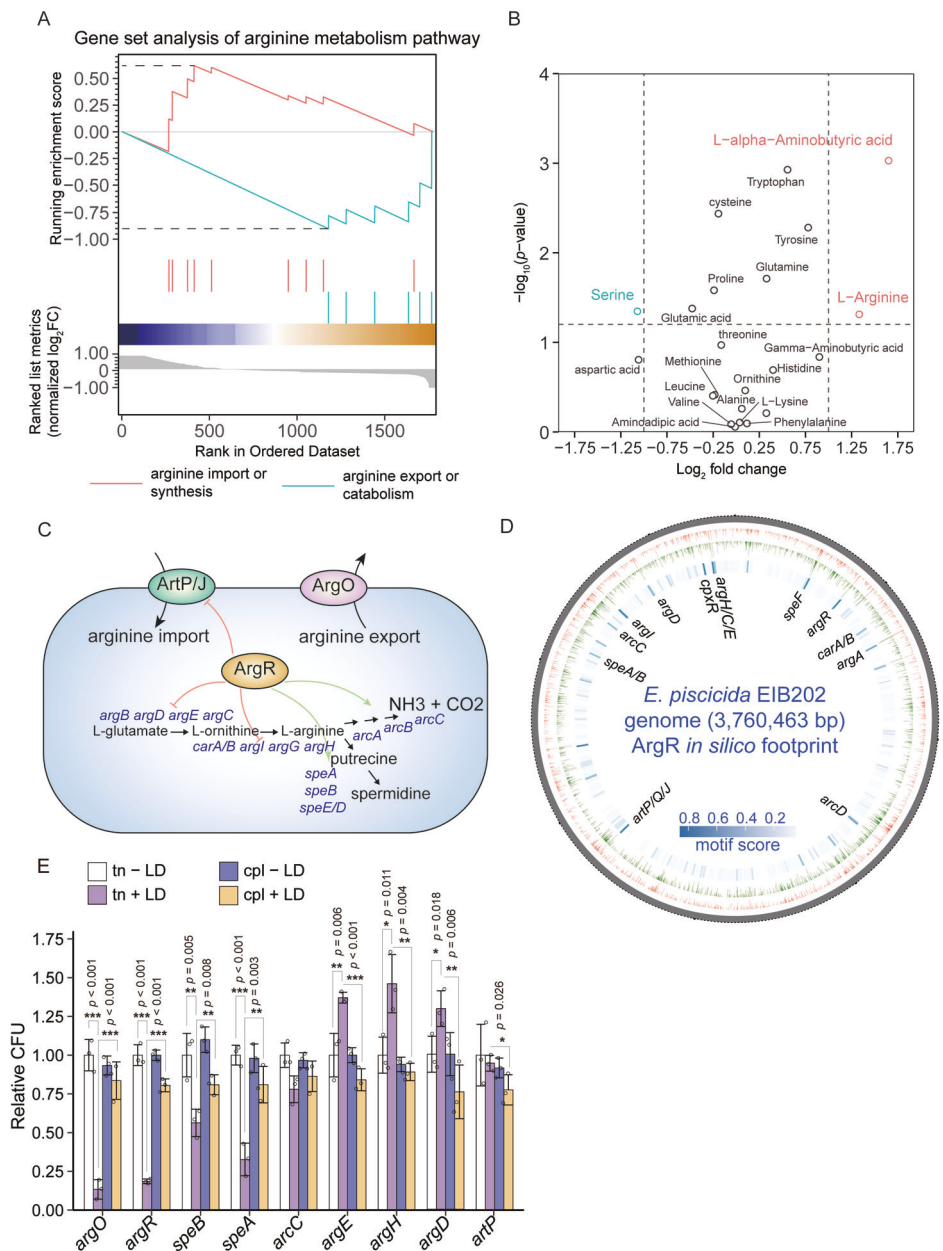 A
Gene set analysis of arginine metabolism pathway
Running enrichment score
0.50
0.25
0.00
−0.25
−0.50
−0.75
−1.00
Ranked list metrics
(normalized log2FC)
1.00
0
−1.00
0
500
1000
1500
Rank in Ordered Dataset
arginine import or
synthesis
arginine export or
catabolism
B
−log10(p−value)
4
3
2
1
0
L−alpha−Aminobutyric acid
Tryptophan
cysteine
Tyrosine
Glutamine
Proline
Serine
L−Arginine
Glutamic acid
threonine
Gamma−Aminobutyric acid
aspartic acid
Methionine
Histidine
Ornithine
Leucine
Valine
Alanine
L−Lysine
Aminoadipic acid
Phenylalanine
−1.75 −1.25 −0.75 −0.25 0.25 0.75 1.25 1.75
Log2 fold change
C
ArtP/J
ArgO
arginine import
arginine export
ArgR
NH3 + CO2
argB argD argE argC
arcA
arcB
arcC
L-glutamate
L-ornithine
L-arginine
carA/B argI argG argH
putrecine
speA
speB
speE/D
spermidine
D
argH/C/E
cpxR
speF
argR
argD
argI
arcC
carA/B
argA
speA/B
E. piscicida EIB202
genome (3,760,463 bp)
ArgR in silico footprint
artP/Q/J
arcD
0.8 0.6 0.4 0.2
motif score
E
tn − LD
cpl − LD
tn + LD
cpl + LD
Relative CFU
1.75
1.50
1.25
1.00
0.75
0.50
0.25
0.00
*** p < 0.001
*** p < 0.001
*** p < 0.001
*** p < 0.001
** p = 0.005
** p = 0.008
*** p < 0.001
** p = 0.003
** p = 0.006
*** p < 0.001
* p = 0.011
** p = 0.004
* p = 0.018
** p = 0.006
* p = 0.026
argO
argR
speB
speA
arcC
argE
argH
argD
artP